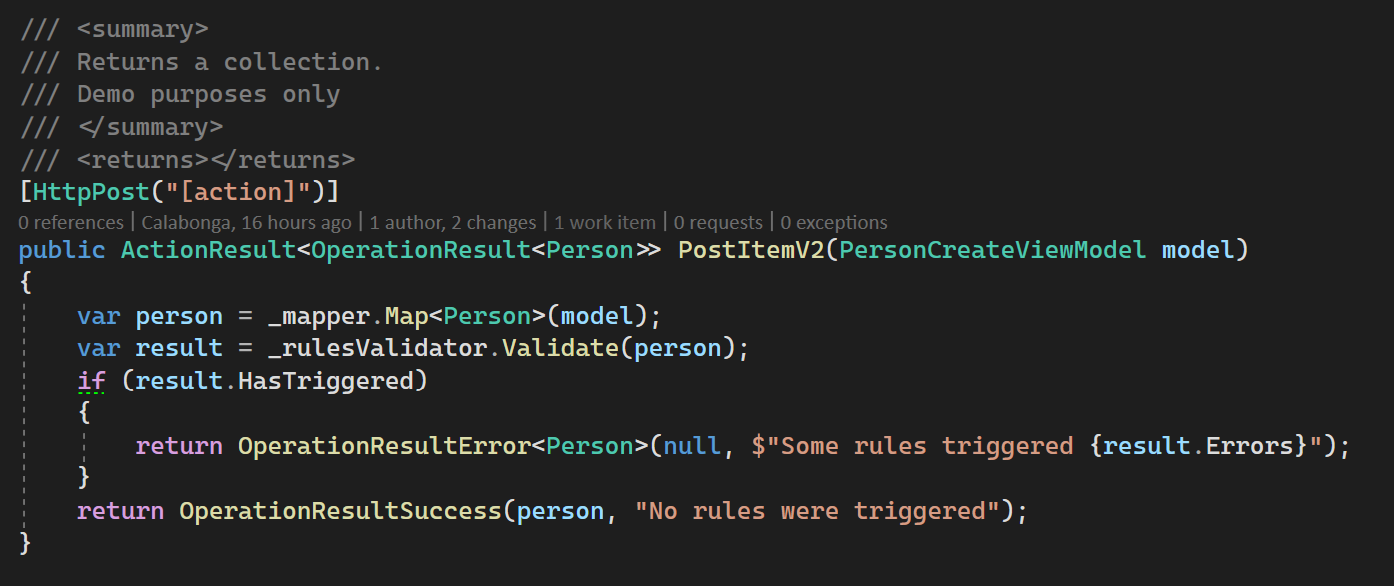 /// <summary>
/// Returns a collection.
/// Demo purposes only
/// </summary>
/// <returns></returns>
[HttpPost("[action]")]
0 references | Calabonga, 16 hours ago | 1 author, 2 changes | 1 work item | 0 requests | 0 exceptions
public ActionResult<OperationResult<Person>> PostItemV2(PersonCreateViewModel model)
{
    var person = _mapper.Map<Person>(model);
    var result = _rulesValidator.Validate(person);
    if (result.HasTriggered)
    {
        return OperationResultError<Person>(null, $"Some rules triggered {result.Errors}");
    }
    return OperationResultSuccess(person, "No rules were triggered");
}